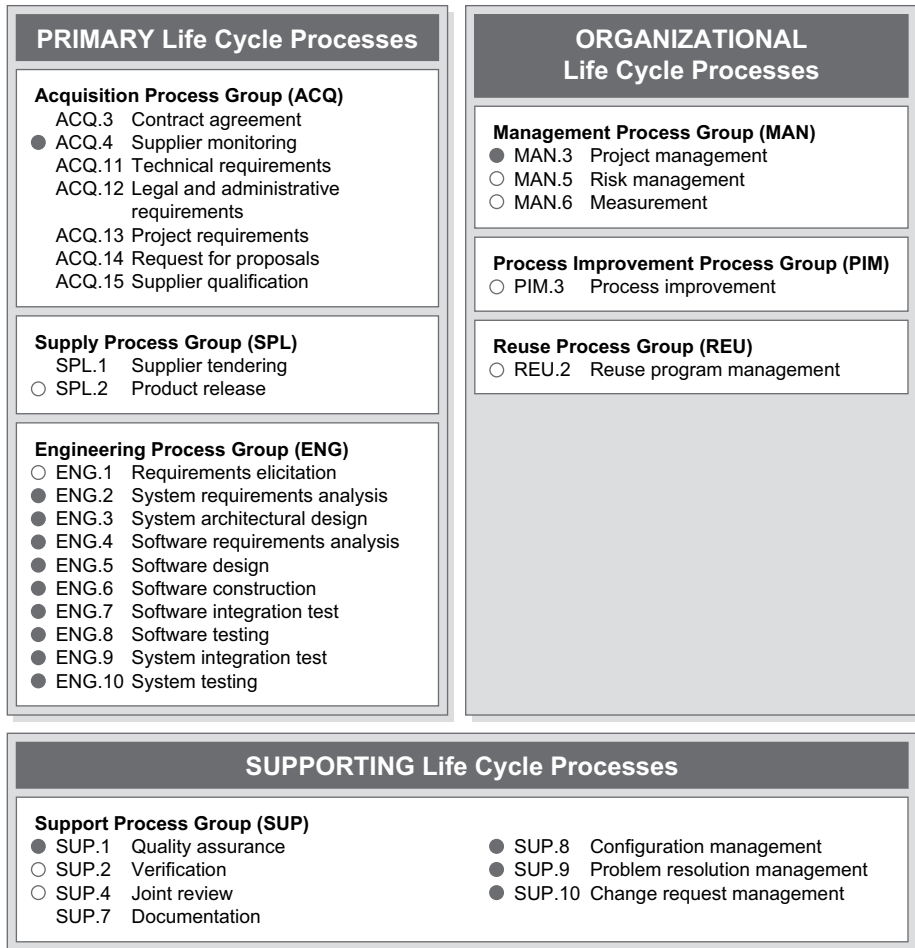 PRIMARY Life Cycle Processes
Acquisition Process Group (ACQ)
ACQ.3 Contract agreement
ACQ.4 Supplier monitoring
ACQ.11 Technical requirements
ACQ.12 Legal and administrative
requirements
ACQ.13 Project requirements
ACQ.14 Request for proposals
ACQ.15 Supplier qualification
Supply Process Group (SPL)
SPL.1 Supplier tendering
SPL.2 Product release
Engineering Process Group (ENG)
ENG.1 Requirements elicitation
ENG.2 System requirements analysis
ENG.3 System architectural design
ENG.4 Software requirements analysis
ENG.5 Software design
ENG.6 Software construction
ENG.7 Software integration test
ENG.8 Software testing
ENG.9 System integration test
ENG.10 System testing
ORGANIZATIONAL
Life Cycle Processes
Management Process Group (MAN)
MAN.3 Project management
MAN.5 Risk management
MAN.6 Measurement
Process Improvement Process Group (PIM)
PIM.3 Process improvement
Reuse Process Group (REU)
REU.2 Reuse program management
SUPPORTING Life Cycle Processes
Support Process Group (SUP)
SUP.1 Quality assurance
SUP.2 Verification
SUP.4 Joint review
SUP.7 Documentation
SUP.8 Configuration management
SUP.9 Problem resolution management
SUP.10 Change request management